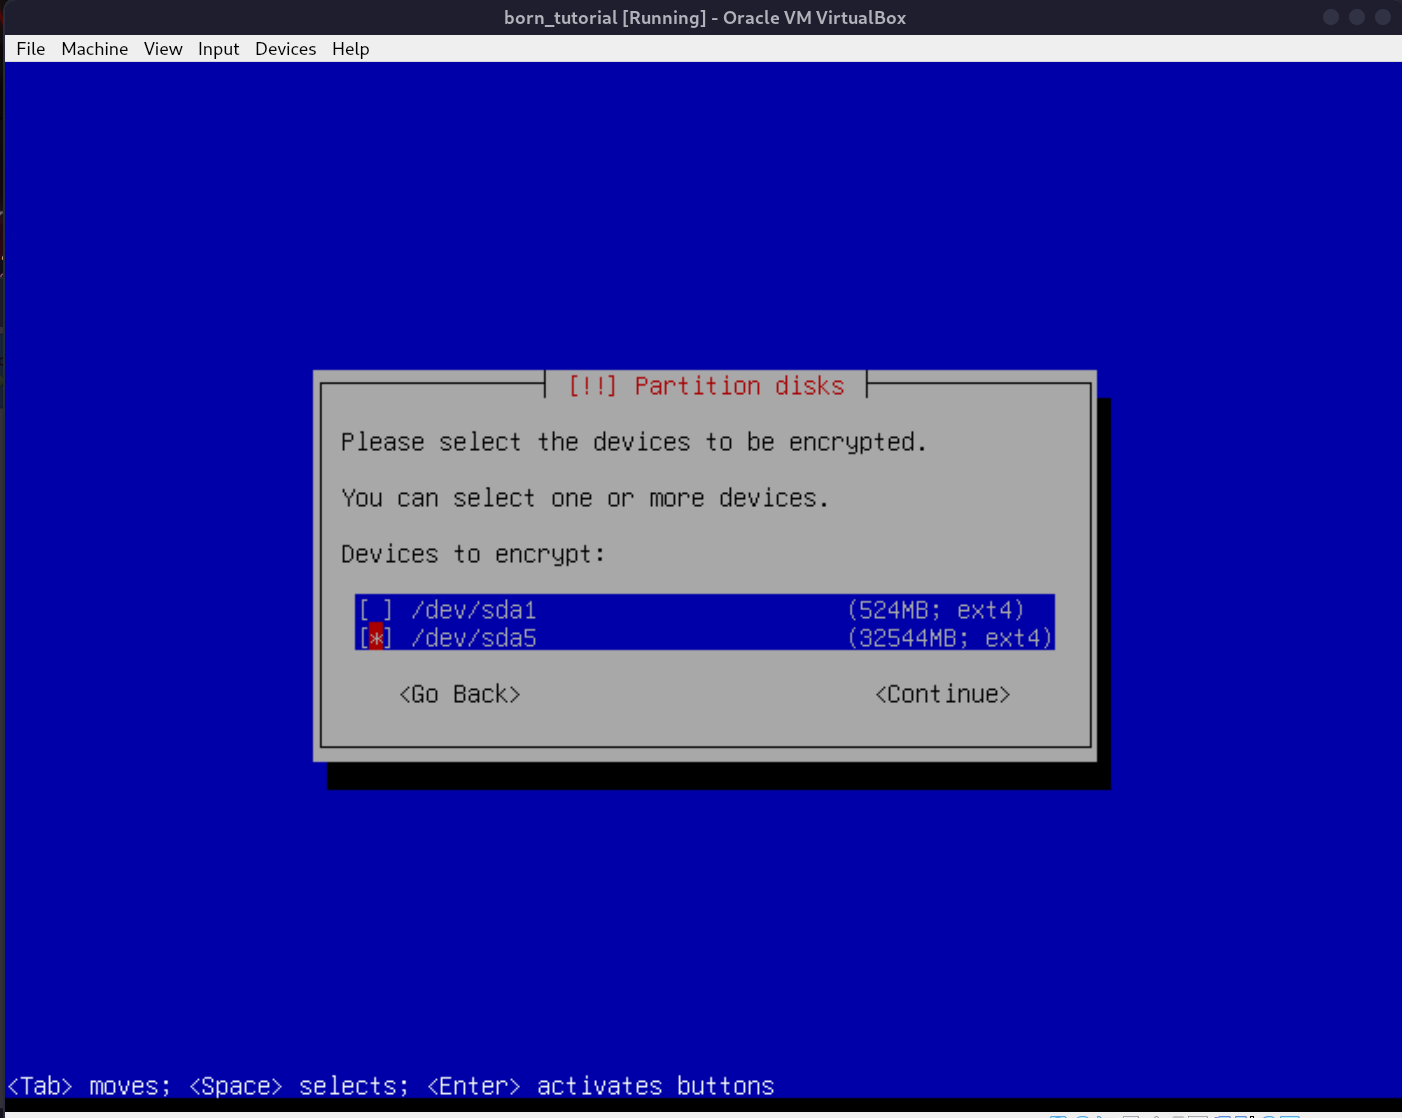 born_tutorial [Running] - Oracle VM VirtualBox
File Machine View Input Devices Help
[!!] Partition disks
Please select the devices to be encrypted.
You can select one or more devices.
Devices to encrypt:
[ ] /dev/sda1 (524MB; ext4)
[*] /dev/sda5 (32544MB; ext4)
<Go Back> <Continue>
<Tab> moves; <Space> selects; <Enter> activates buttons